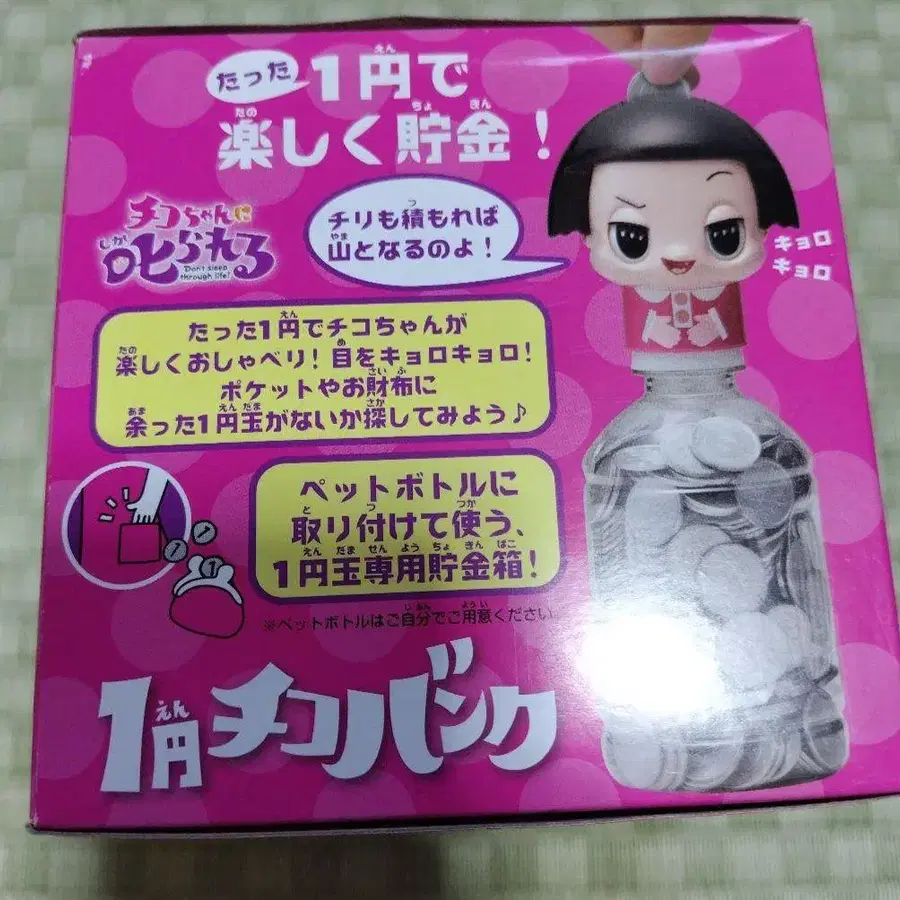 たった1円で
楽しく貯金!
チコちゃんに
叱られる
Don't sleep
through life!
チリも積もれば
山となるのよ!
キョロ
キョロ
たった1円でチコちゃんが
楽しくおしゃべり!目をキョロキョロ!
ポケットやお財布に
余った1円玉がないか探してみよう♪
ペットボトルに
取り付けて使う、
1円玉専用貯金箱!
※ペットボトルはご自分でご用意ください。
1円チコバンク